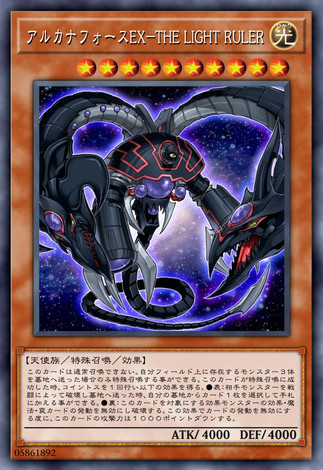 アルカナフォースEX－THE LIGHT RULER
光
【天使族／特殊召喚／効果】
このカードは通常召喚できない。自分フィールド上に存在するモンスター３体
を墓地へ送った場合のみ特殊召喚する事ができる。このカードが特殊召喚に成
功した時、コイントスを１回行い以下の効果を得る。●表：相手モンスターを戦
闘によって破壊し墓地へ送った時、自分の墓地からカード１枚を選択して手札
に加える事ができる。●裏：このカードを対象にする効果モンスターの効果・魔
法・罠カードの発動を無効にし破壊する。この効果でカードの発動を無効にす
る度に、このカードの攻撃力は１０００ポイントダウンする。
ATK/ 4000 DEF/ 4000
05861892